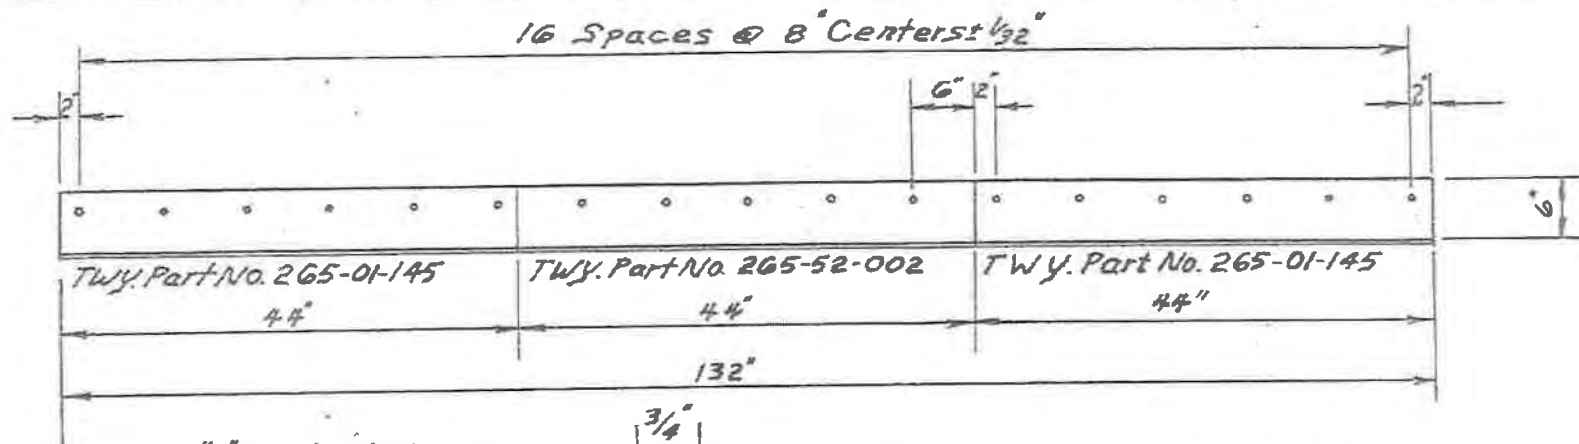 16 Spaces @ 8" Centers± 1/32"
2" 6" 2" 2"
6"
TWY. Part No. 265-01-145 TWY. Part No. 265-52-002 TWY. Part No. 265-01-145
44" 44" 44"
132"
3/4"